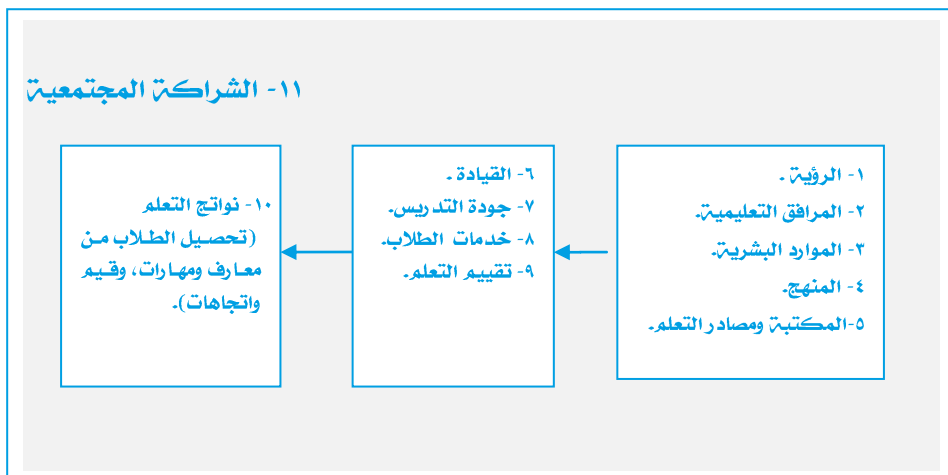 ١١- الشراكة المجتمعية
١- الرؤية .
٢- المرافق التعليمية.
٣- الموارد البشرية.
٤- المنهج.
٥-المكتبة ومصادر التعلم.
٦- القيادة .
٧- جودة التدريس.
٨- خدمات الطلاب.
٩- تقييم التعلم.
١٠- نواتج التعلم
(تحصيل الطلاب من
معارف ومهارات، وقيم
واتجاهات).